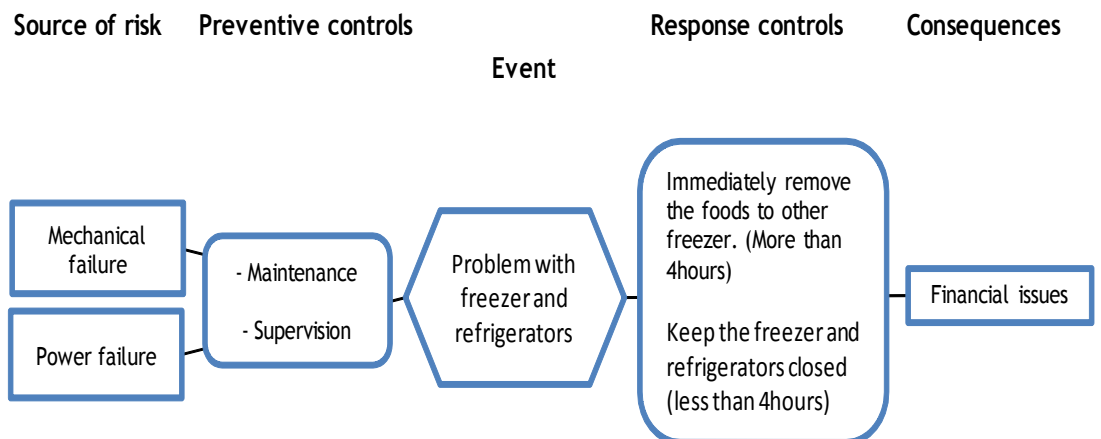 Source of risk
Preventive controls
Event
Response controls
Consequences
Mechanical
failure
Power failure
- Maintenance
- Supervision
Problem with
freezer and
refrigerators
Immediately remove
the foods to other
freezer. (More than
4hours)
Keep the freezer and
refrigerators closed
(less than 4hours)
Financial issues